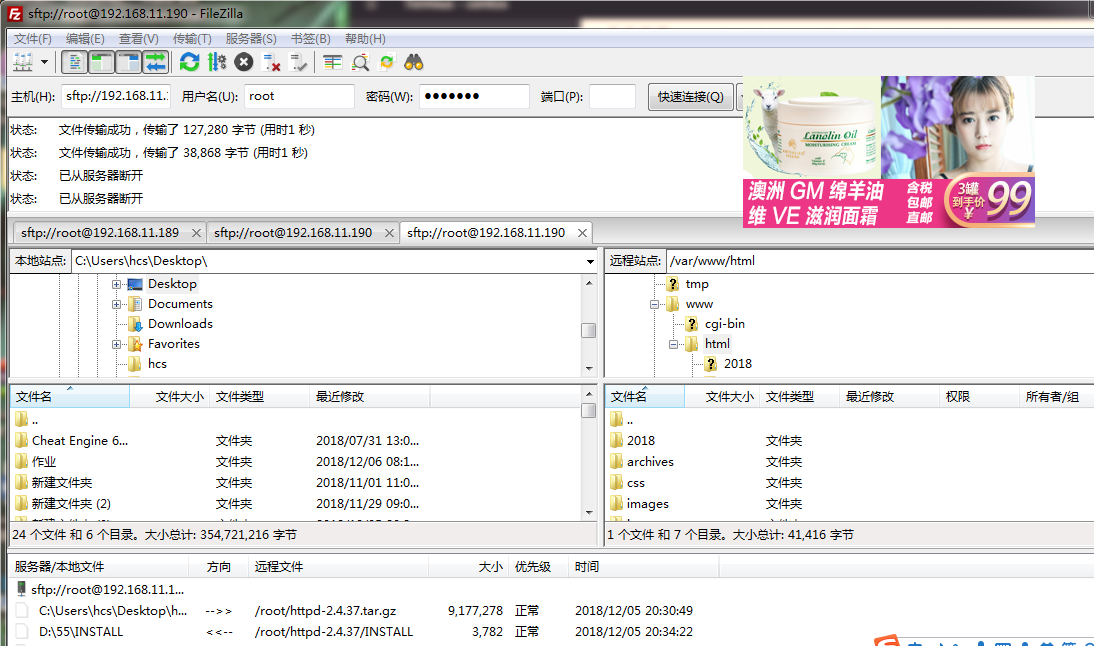 sftp://root@192.168.11.190 - FileZilla
文件(F) 编辑(E) 查看(V) 传输(T) 服务器(S) 书签(B) 帮助(H)
主机(H): sftp://192.168.11. 用户名(U): root 密码(W): ●●●●●●● 端口(P): 快速连接(Q)
状态: 文件传输成功，传输了 127,280 字节 (用时1 秒)
状态: 文件传输成功，传输了 38,868 字节 (用时1 秒)
状态: 已从服务器断开
状态: 已从服务器断开
Lanolin Oil
MOISTURISING CREAM
澳洲 GM 绵羊油
维 VE 滋润面霜
含税
包邮
直邮
3罐
到手价
¥
99
sftp://root@192.168.11.189 sftp://root@192.168.11.190 sftp://root@192.168.11.190
本地站点: C:\Users\hcs\Desktop\
Desktop
Documents
Downloads
Favorites
hcs
远程站点: /var/www/html
tmp
www
cgi-bin
html
2018
文件名 文件大小 文件类型 最近修改
..
Cheat Engine 6... 文件夹 2018/07/31 13:0...
作业 文件夹 2018/12/06 08:1...
新建文件夹 文件夹 2018/11/01 11:0...
新建文件夹 (2) 文件夹 2018/11/29 09:0...
24 个文件 和 6 个目录。大小总计: 354,721,216 字节
文件名 文件大小 文件类型 最近修改 权限 所有者/组
..
2018 文件夹
archives 文件夹
css 文件夹
images 文件夹
1 个文件 和 7 个目录。大小总计: 41,416 字节
服务器/本地文件 方向 远程文件 大小 优先级 时间
sftp://root@192.168.11.1...
C:\Users\hcs\Desktop\h... -->> /root/httpd-2.4.37.tar.gz 9,177,278 正常 2018/12/05 20:30:49
D:\55\INSTALL <<-- /root/httpd-2.4.37/INSTALL 3,782 正常 2018/12/05 20:34:22